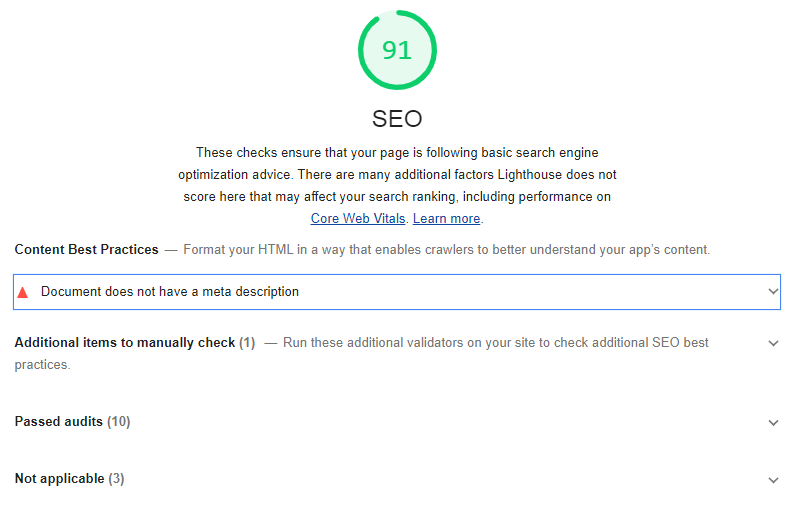 91
SEO
These checks ensure that your page is following basic search engine
optimization advice. There are many additional factors Lighthouse does not
score here that may affect your search ranking, including performance on
Core Web Vitals. Learn more.
Content Best Practices — Format your HTML in a way that enables crawlers to better understand your app's content.
Document does not have a meta description
Additional items to manually check (1) — Run these additional validators on your site to check additional SEO best
practices.
Passed audits (10)
Not applicable (3)